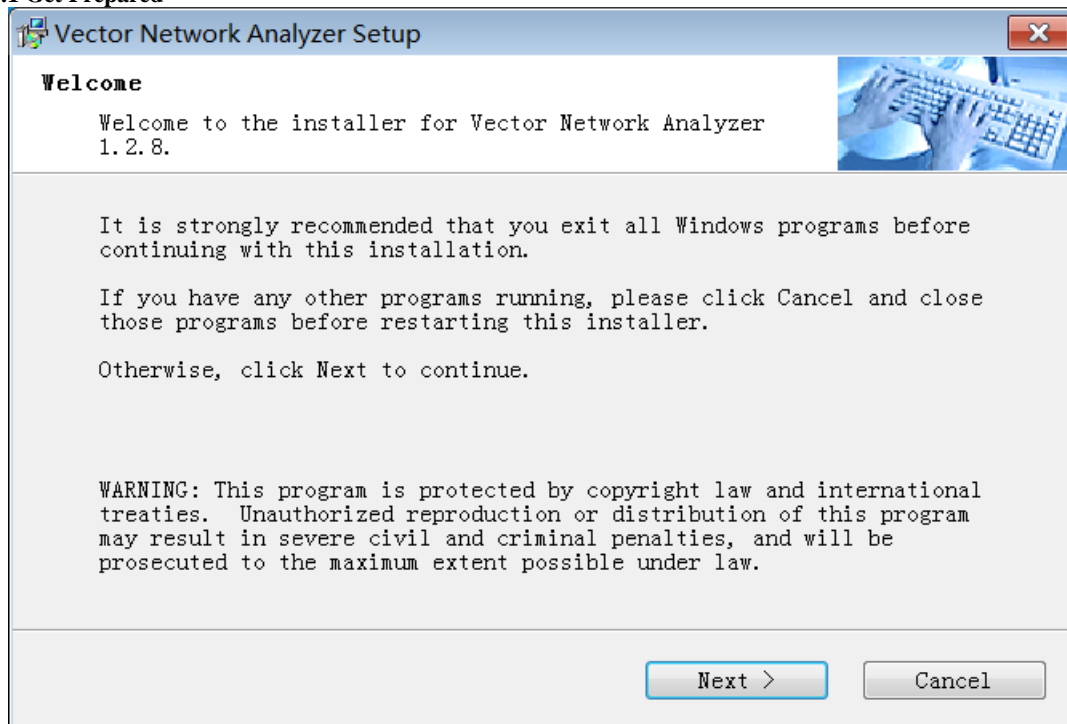 .1 Get Prepared
Vector Network Analyzer Setup
Welcome
Welcome to the installer for Vector Network Analyzer
1.2.8.
It is strongly recommended that you exit all Windows programs before
continuing with this installation.
If you have any other programs running, please click Cancel and close
those programs before restarting this installer.
Otherwise, click Next to continue.
WARNING: This program is protected by copyright law and international
treaties.  Unauthorized reproduction or distribution of this program
may result in severe civil and criminal penalties, and will be
prosecuted to the maximum extent possible under law.
Next >
Cancel